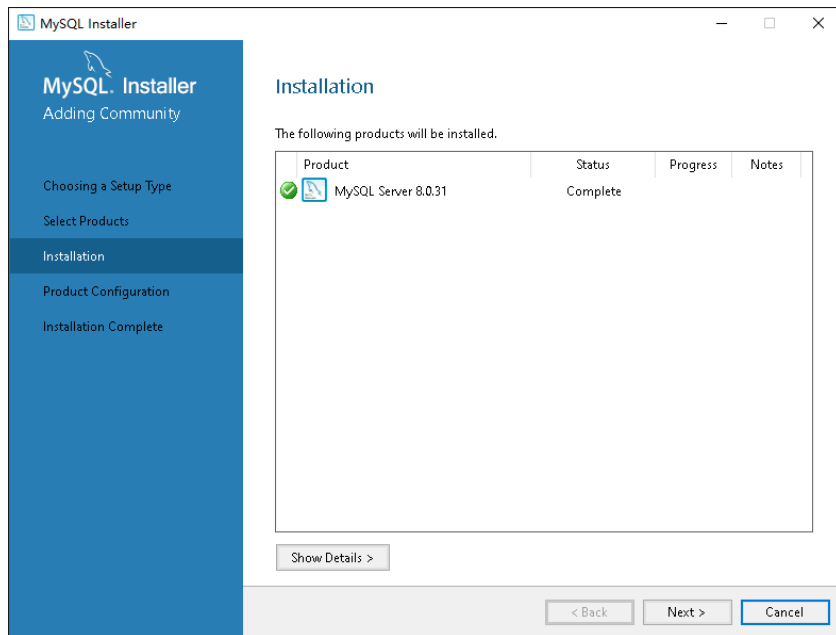 MySQL Installer
MySQL. Installer
Adding Community
Choosing a Setup Type
Select Products
Installation
Product Configuration
Installation Complete
Installation
The following products will be installed.
Product Status Progress Notes
MySQL Server 8.0.31 Complete
Show Details >
< Back Next > Cancel